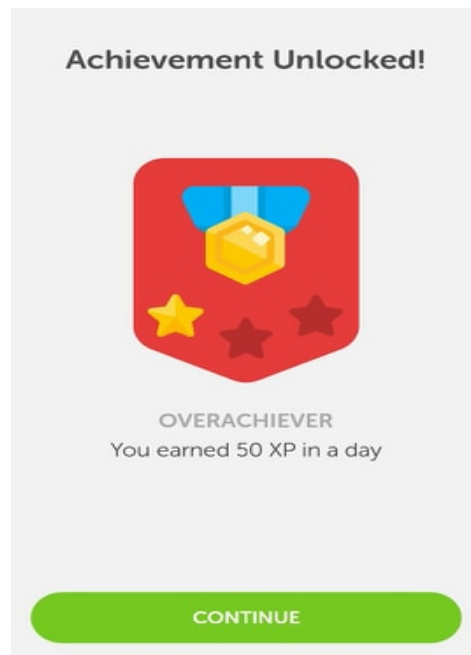 Achievement Unlocked!
OVERACHIEVER
You earned 50 XP in a day
CONTINUE